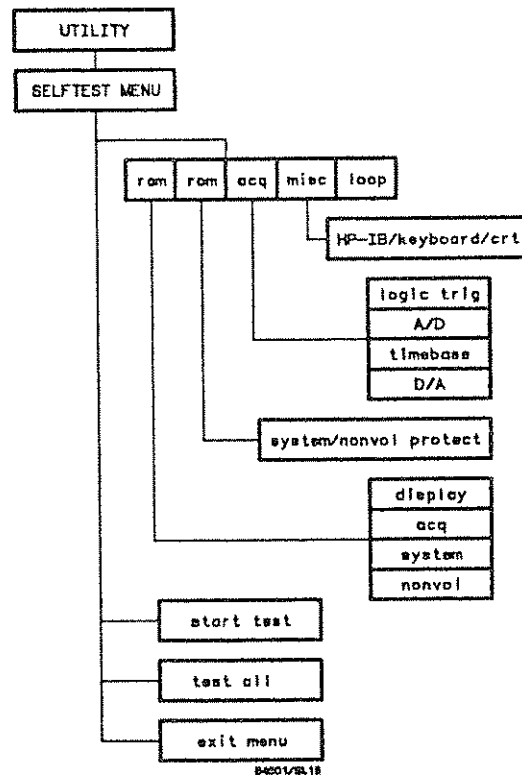 UTILITY
SELFTEST MENU
ram rom acq misc loop
HP-IB/keyboard/crt
logic trig
A/D
timebase
D/A
system/nonvol protect
display
acq
system
nonvol
start test
test all
exit menu